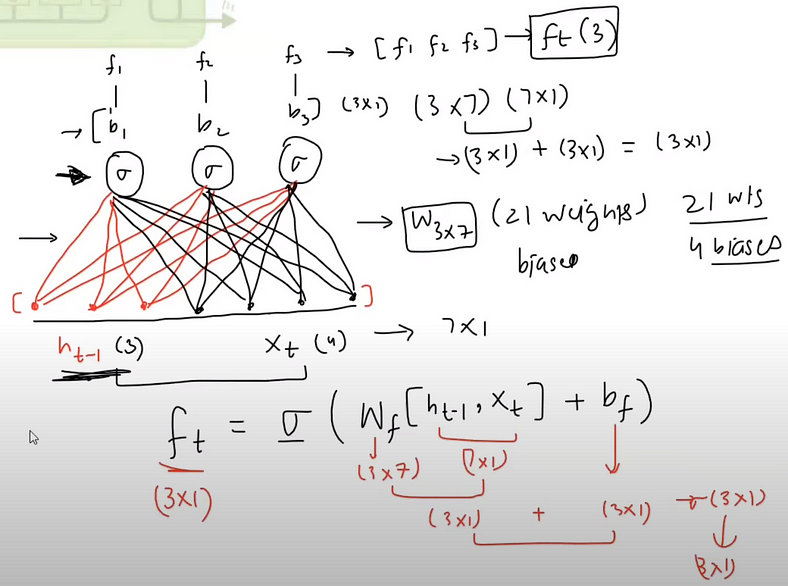 f1 f2 f3 → [f1 f2 f3] → ft (3)
→ [b1 b2 b3] (3x1) (3x7) (7x1)
→ (3x1) + (3x1) = (3x1)
σ σ σ
→ W3x7 (21 weights) 21 wts
biases 4 biases
[ ]
ht-1 (3) xt (4) → 7x1
ft = σ ( Wf [ht-1, xt] + bf )
(3x7) (7x1)
(3x1)
(3x1) + (3x1) → σ(3x1)
(3x1)